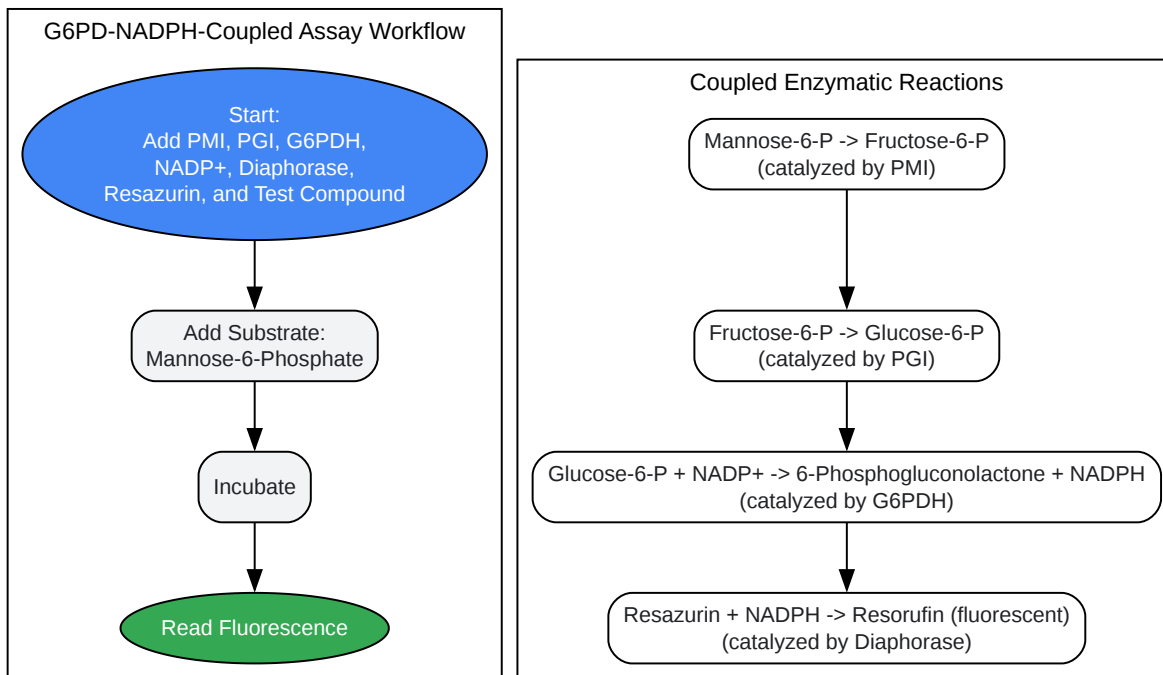 G6PD-NADPH-Coupled Assay Workflow
Start:
Add PMI, PGI, G6PDH,
NADP+, Diaphorase,
Resazurin, and Test Compound
Add Substrate:
Mannose-6-Phosphate
Incubate
Read Fluorescence
Coupled Enzymatic Reactions
Mannose-6-P -> Fructose-6-P
(catalyzed by PMI)
Fructose-6-P -> Glucose-6-P
(catalyzed by PGI)
Glucose-6-P + NADP+ -> 6-Phosphogluconolactone + NADPH
(catalyzed by G6PDH)
Resazurin + NADPH -> Resorufin (fluorescent)
(catalyzed by Diaphorase)